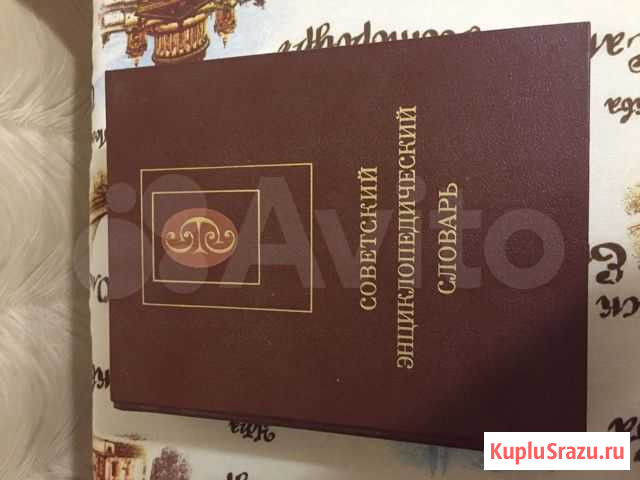 СОВЕТСКИЙ
ЭНЦИКЛОПЕДИЧЕСКИЙ
СЛОВАРЬ
Avito
KupluSrazu.ru